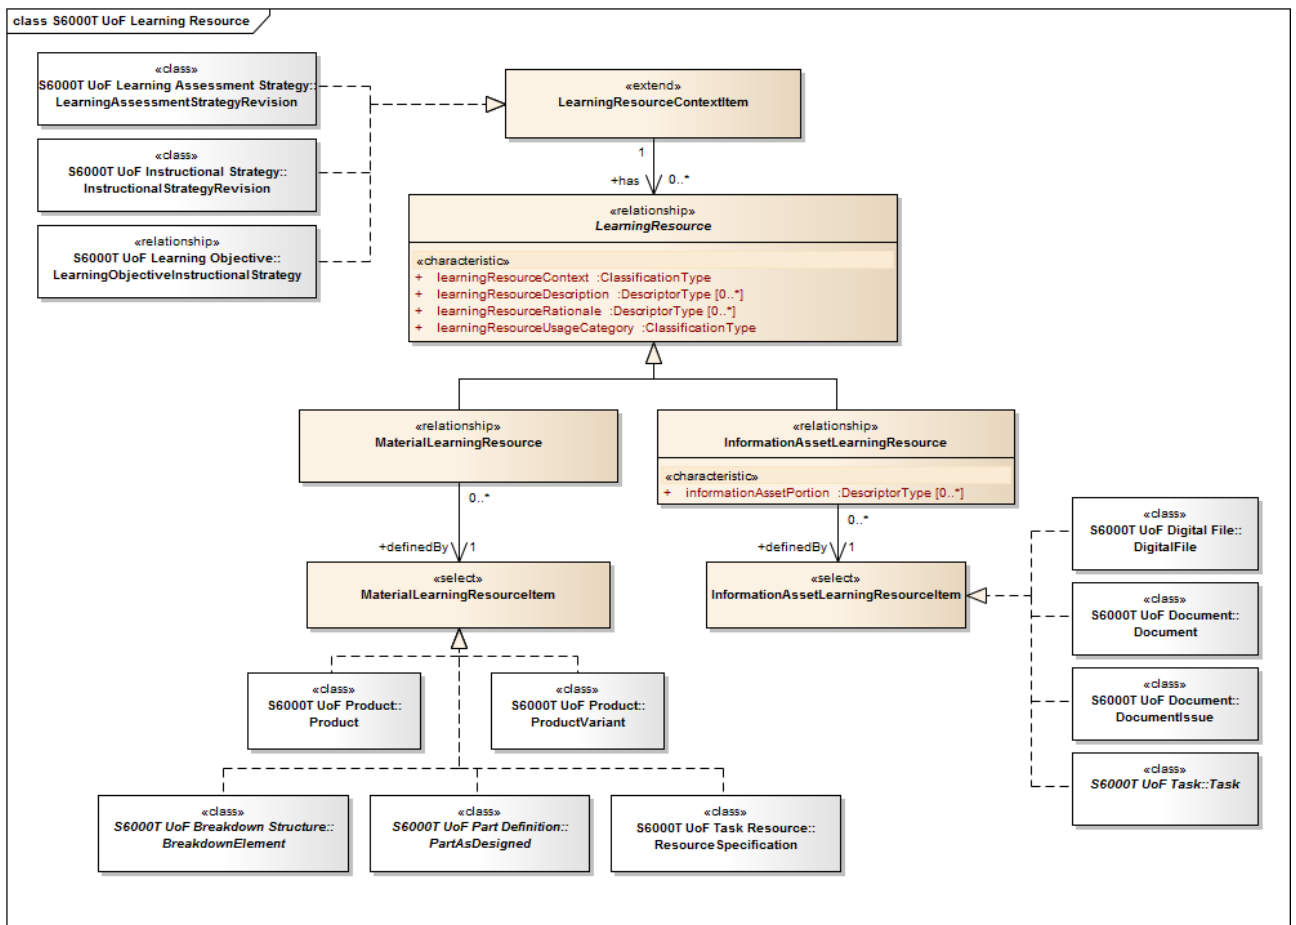 class S6000T UoF Learning Resource
«class»
S6000T UoF Learning Assessment Strategy::
LearningAssessmentStrategyRevision
«class»
S6000T UoF Instructional Strategy::
InstructionalStrategyRevision
«relationship»
S6000T UoF Learning Objective::
LearningObjectiveInstructionalStrategy
«extend»
LearningResourceContextItem
1
+has
0..*
«relationship»
LearningResource
«characteristic»
+ learningResourceContext :ClassificationType
+ learningResourceDescription :DescriptorType [0..*]
+ learningResourceRationale :DescriptorType [0..*]
+ learningResourceUsageCategory :ClassificationType
«relationship»
MaterialLearningResource
0..*
+definedBy
1
«relationship»
InformationAssetLearningResource
«characteristic»
+ informationAssetPortion :DescriptorType [0..*]
0..*
+definedBy
1
«select»
MaterialLearningResourceItem
«select»
InformationAssetLearningResourceItem
«class»
S6000T UoF Digital File::
DigitalFile
«class»
S6000T UoF Document::
Document
«class»
S6000T UoF Document::
DocumentIssue
«class»
S6000T UoF Task::Task
«class»
S6000T UoF Product::
Product
«class»
S6000T UoF Product::
ProductVariant
«class»
S6000T UoF Breakdown Structure::
BreakdownElement
«class»
S6000T UoF Part Definition::
PartAsDesigned
«class»
S6000T UoF Task Resource::
ResourceSpecification